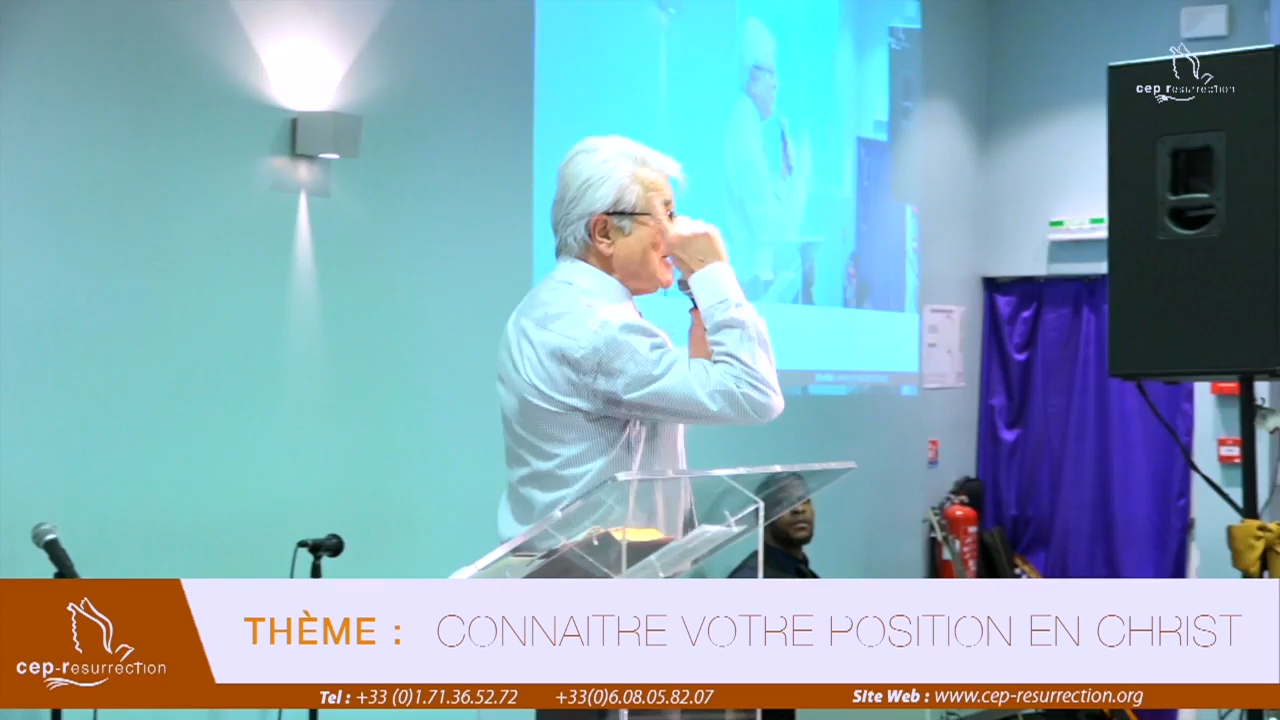 cep resurrection
THÈME : CONNAITRE VOTRE POSITION EN CHRIST
cep-resurrection
Tel : +33 (0)1.71.36.52.72 +33(0)6.08.05.82.07 Site Web : www.cep-resurrection.org